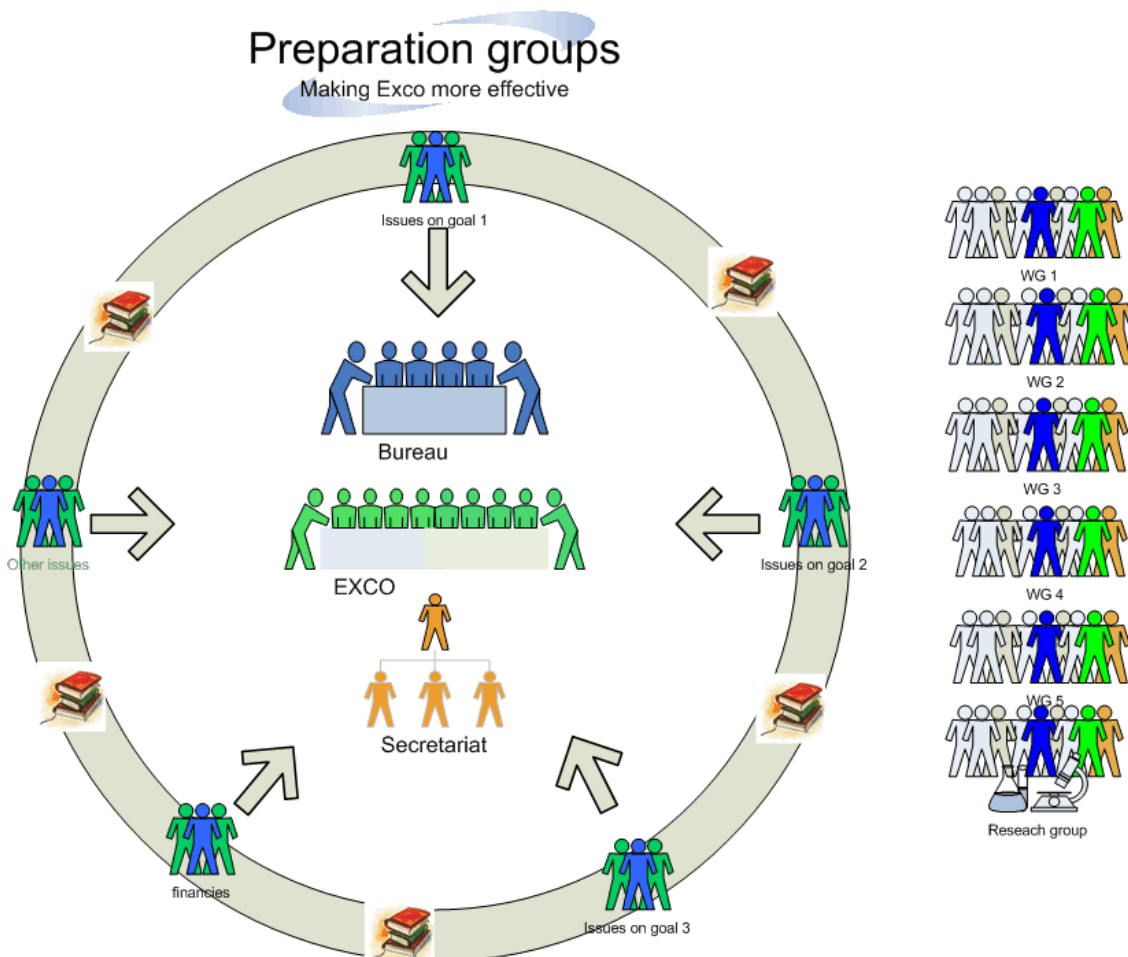 Preparation groups
Making Exco more effective
Issues on goal 1
Bureau
Other issues
EXCO
Issues on goal 2
Secretariat
financies
Issues on goal 3
WG 1
WG 2
WG 3
WG 4
WG 5
Reseach group